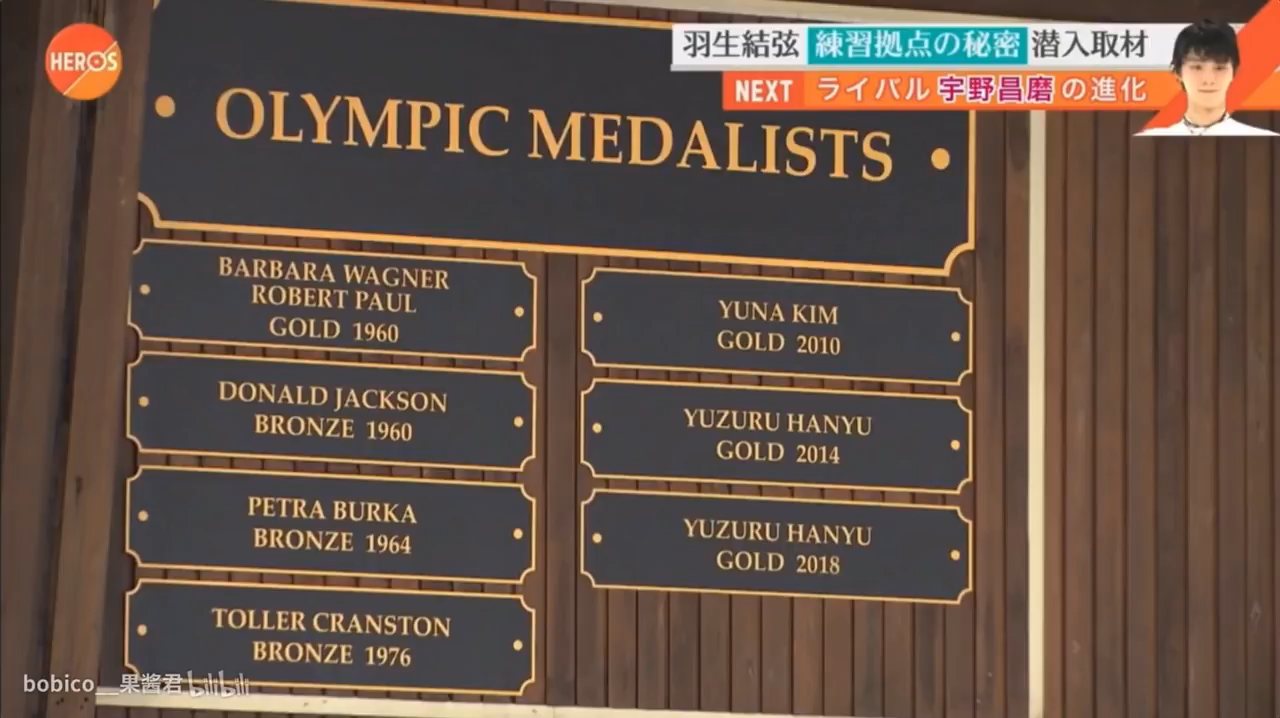 HEROS
羽生結弦 練習拠点の秘密 潜入取材
NEXT ライバル 宇野昌磨の進化
OLYMPIC MEDALISTS
BARBARA WAGNER
ROBERT PAUL
GOLD 1960
DONALD JACKSON
BRONZE 1960
PETRA BURKA
BRONZE 1964
TOLLER CRANSTON
BRONZE 1976
YUNA KIM
GOLD 2010
YUZURU HANYU
GOLD 2014
YUZURU HANYU
GOLD 2018
bobico__果酱君 bilibili